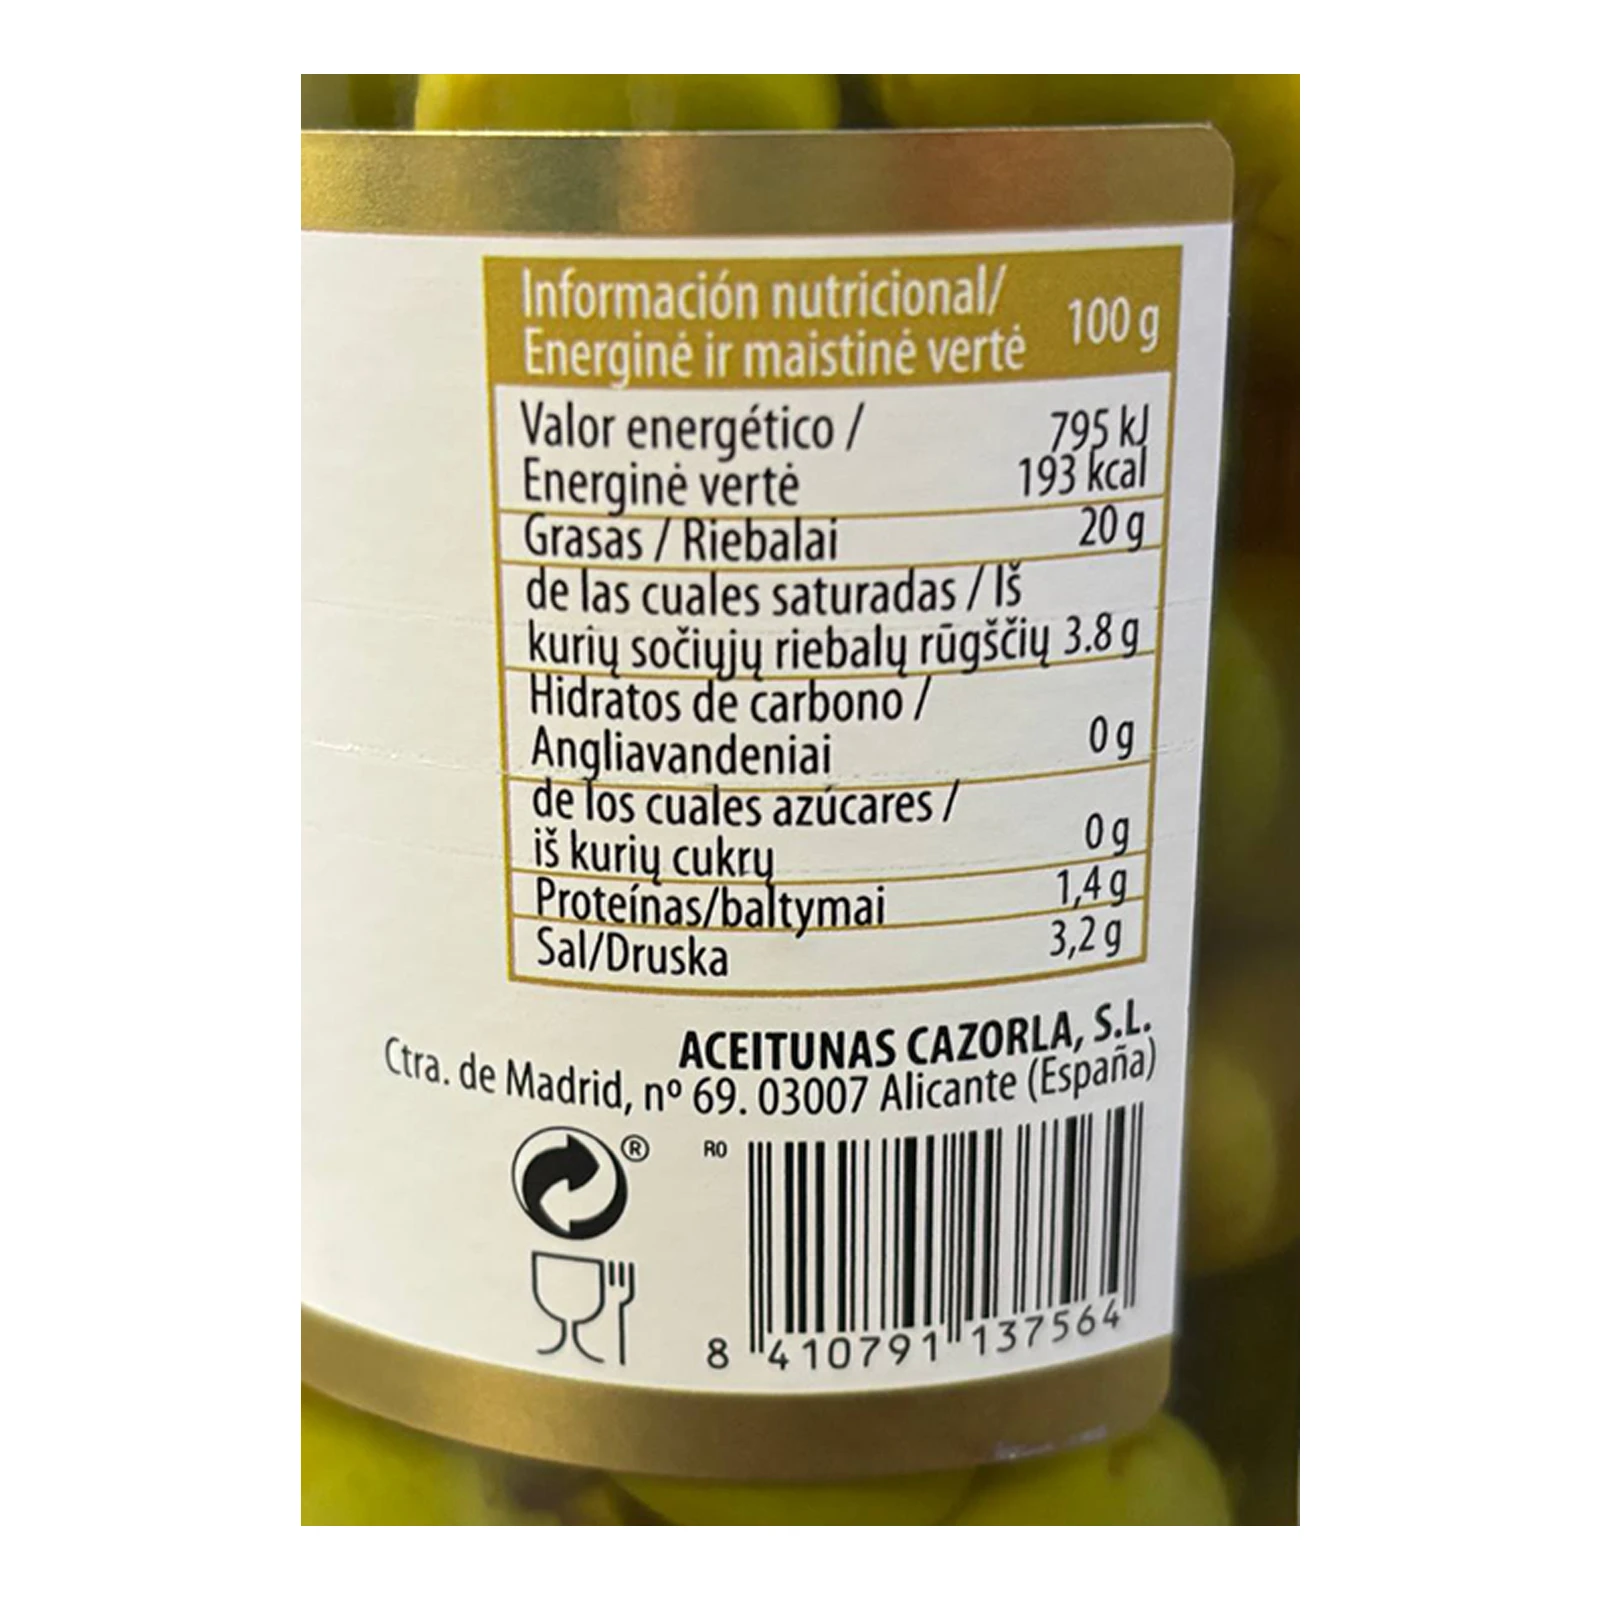 Información nutricional/
Energinė ir maistinė vertė
100 g
Valor energético /
Energinė vertė
795 kJ
193 kcal
Grasas / Riebalai 20 g
de las cuales saturadas / Iš
kurių sočiųjų riebalų rūgščių 3.8 g
Hidratos de carbono /
Angliavandeniai 0 g
de los cuales azúcares /
iš kurių cukrų 0 g
Proteínas/baltymai 1,4 g
Sal/Druska 3,2 g
ACEITUNAS CAZORLA, S.L.
Ctra. de Madrid, nº 69. 03007 Alicante (España)
® RO
8 410791 137564